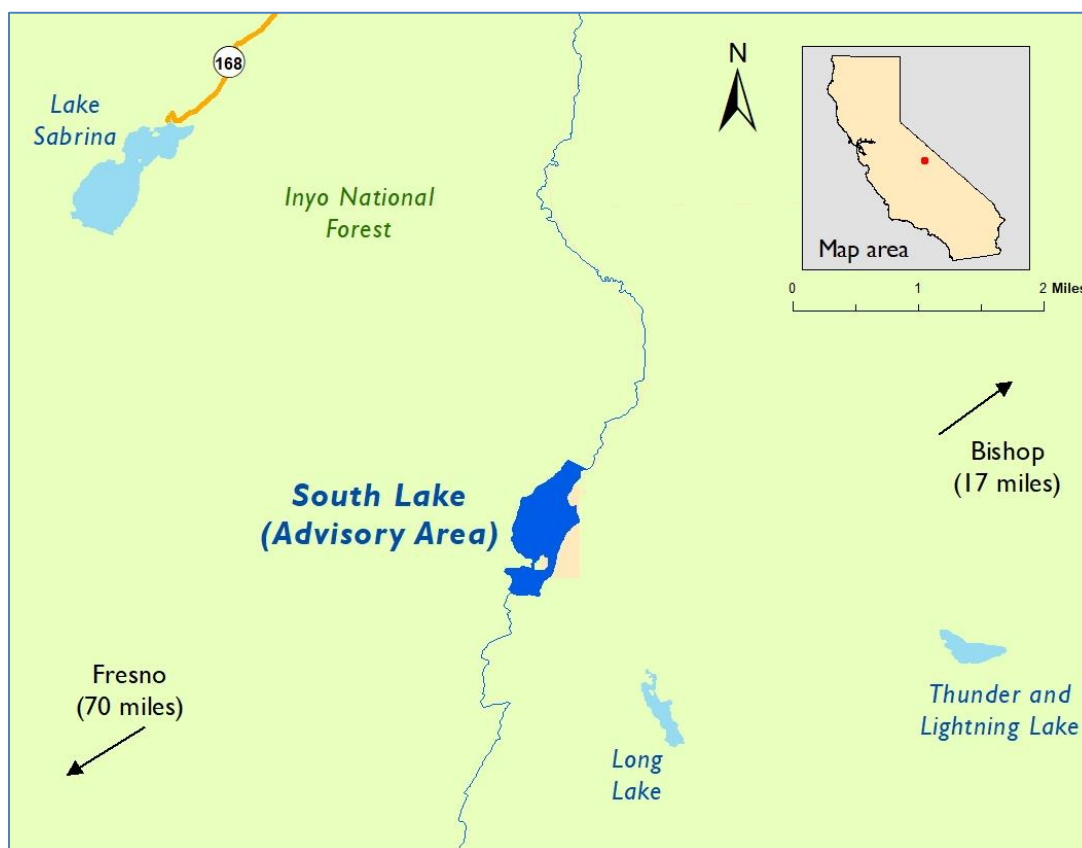 168
Lake
Sabrina
N
Inyo National
Forest
Map area
0 1 2 Miles
Bishop
(17 miles)
South Lake
(Advisory Area)
Fresno
(70 miles)
Thunder and
Lightning Lake
Long
Lake